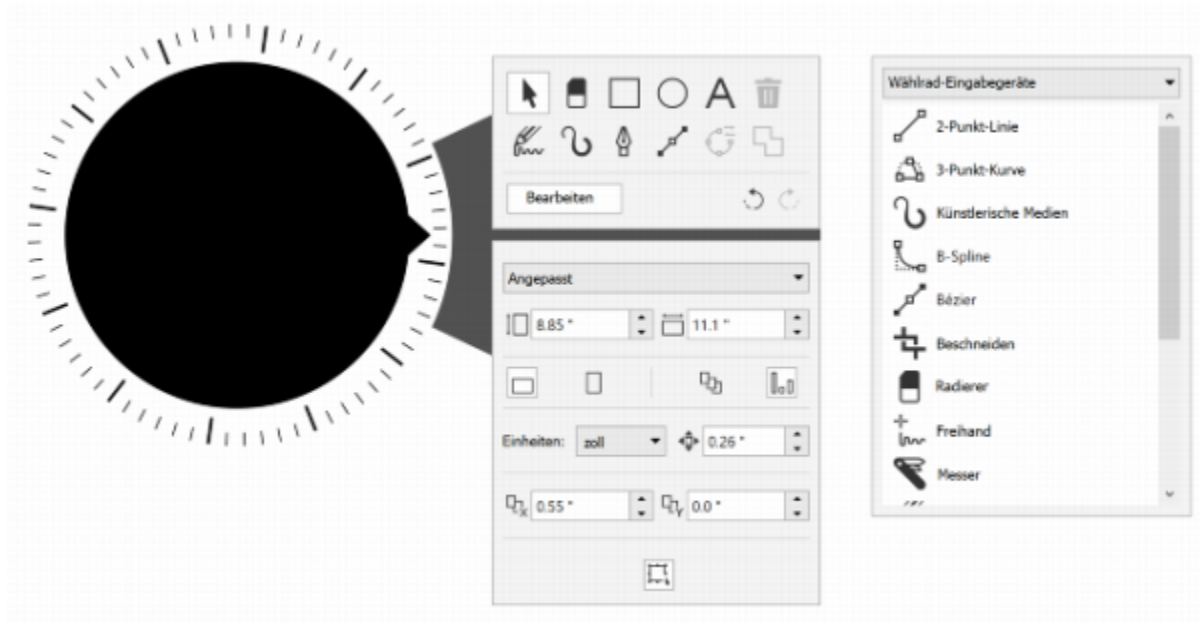 A
Bearbeiten
Angepasst
8.85 "
11.1 "
Einheiten:
zoll
0.26 "
X
0.55 "
Y
0.0 "
Wählrad-Eingabegeräte
2-Punkt-Linie
3-Punkt-Kurve
Künstlerische Medien
B-Spline
Bézier
Beschneiden
Radierer
Freihand
Messer